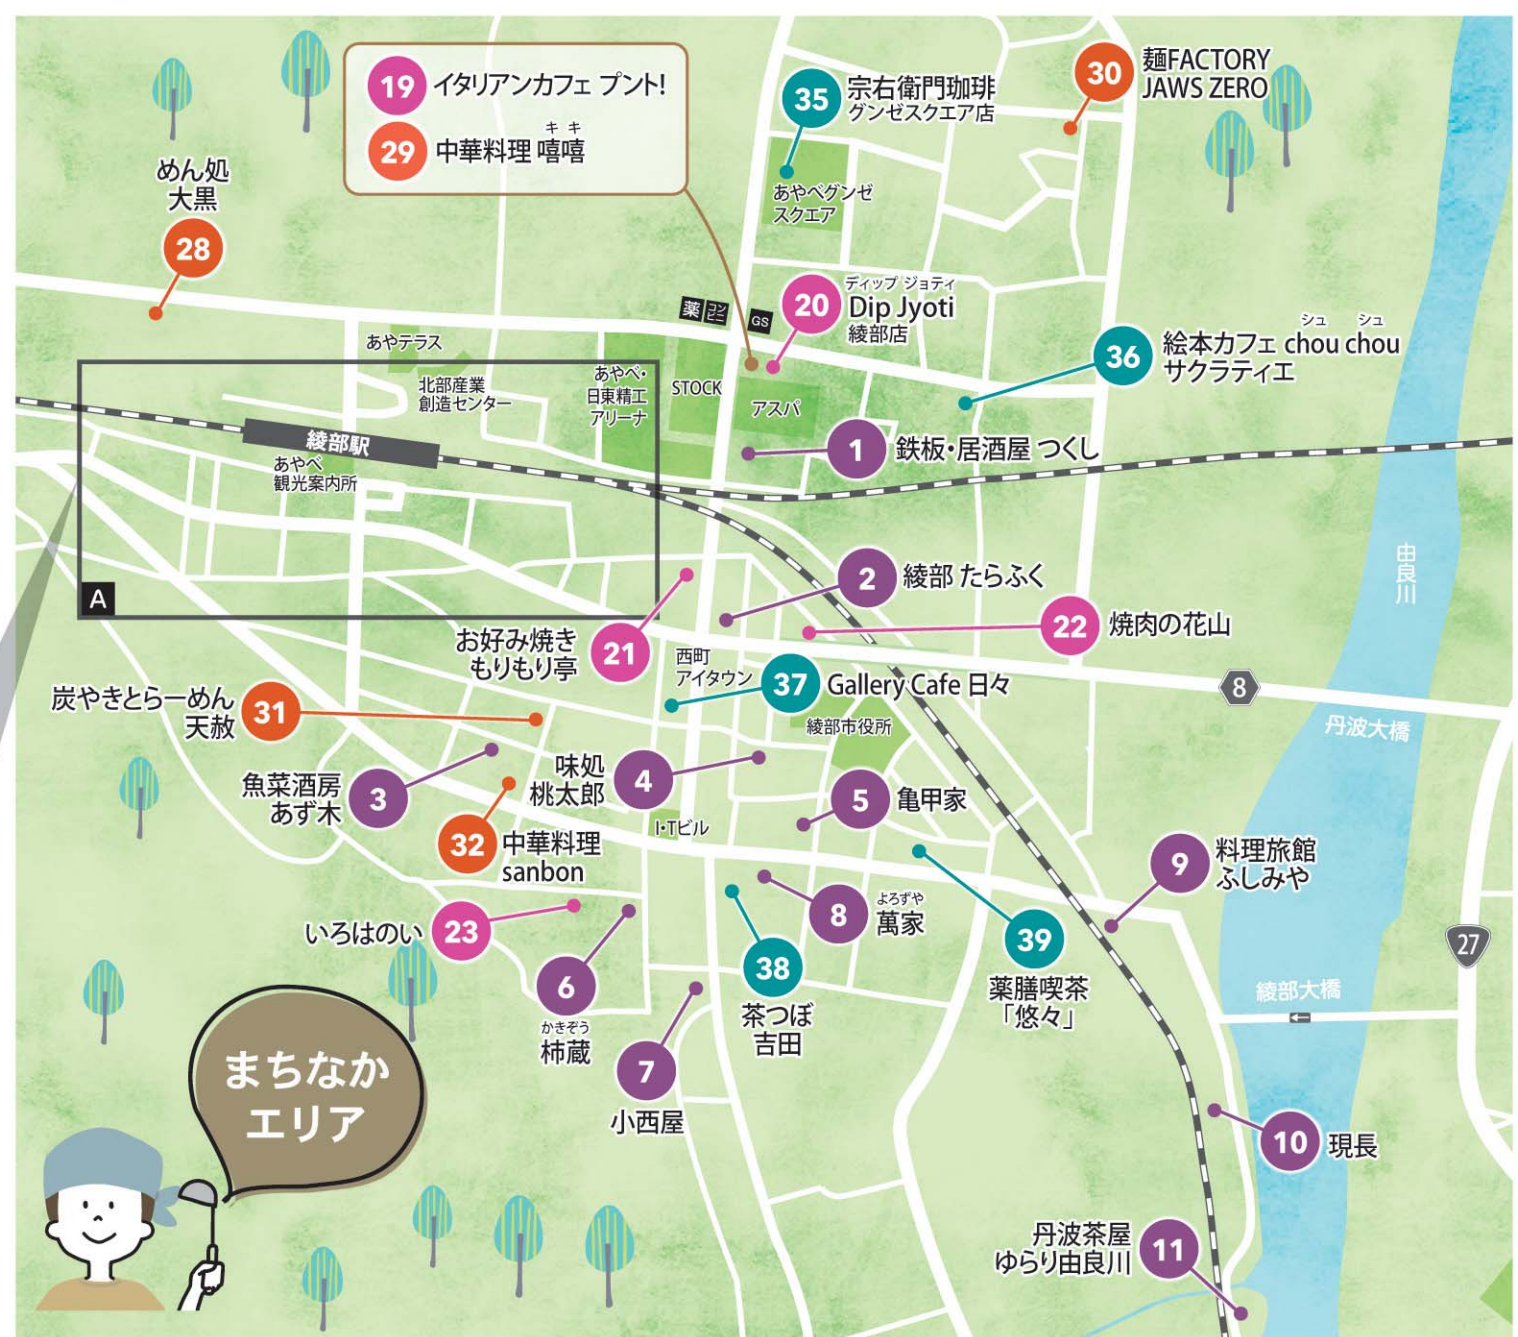 19 イタリアンカフェ プント!
キ キ
29 中華料理 嘻嘻
35 宗右衛門珈琲
グンゼスクエア店
あやべグンゼ
スクエア
30 麺FACTORY
JAWS ZERO
めん処
大黒
28
薬
コン
ビニ
GS
ディップ ジョティ
20 Dip Jyoti
綾部店
シュ シュ
36 絵本カフェ chou chou
サクラティエ
あやテラス
北部産業
創造センター
あやべ・
日東精工
アリーナ
STOCK
アスパ
綾部駅
あやべ
観光案内所
1 鉄板・居酒屋 つくし
A
2 綾部 たらふく
22 焼肉の花山
お好み焼き
もりもり亭
21
西町
アイタウン
37 Gallery Cafe 日々
綾部市役所
由良川
8
丹波大橋
炭やきとらーめん
天赦
31
魚菜酒房
あず木
3
味処
桃太郎
4
5 亀甲家
I・Tビル
32 中華料理
sanbon
9 料理旅館
ふしみや
いろはのい 23
6
かきぞう
柿蔵
よろずや
8 萬家
38
茶つぼ
吉田
39
薬膳喫茶
「悠々」
27
綾部大橋
7
小西屋
まちなか
エリア
10 現長
丹波茶屋
ゆらり由良川
11